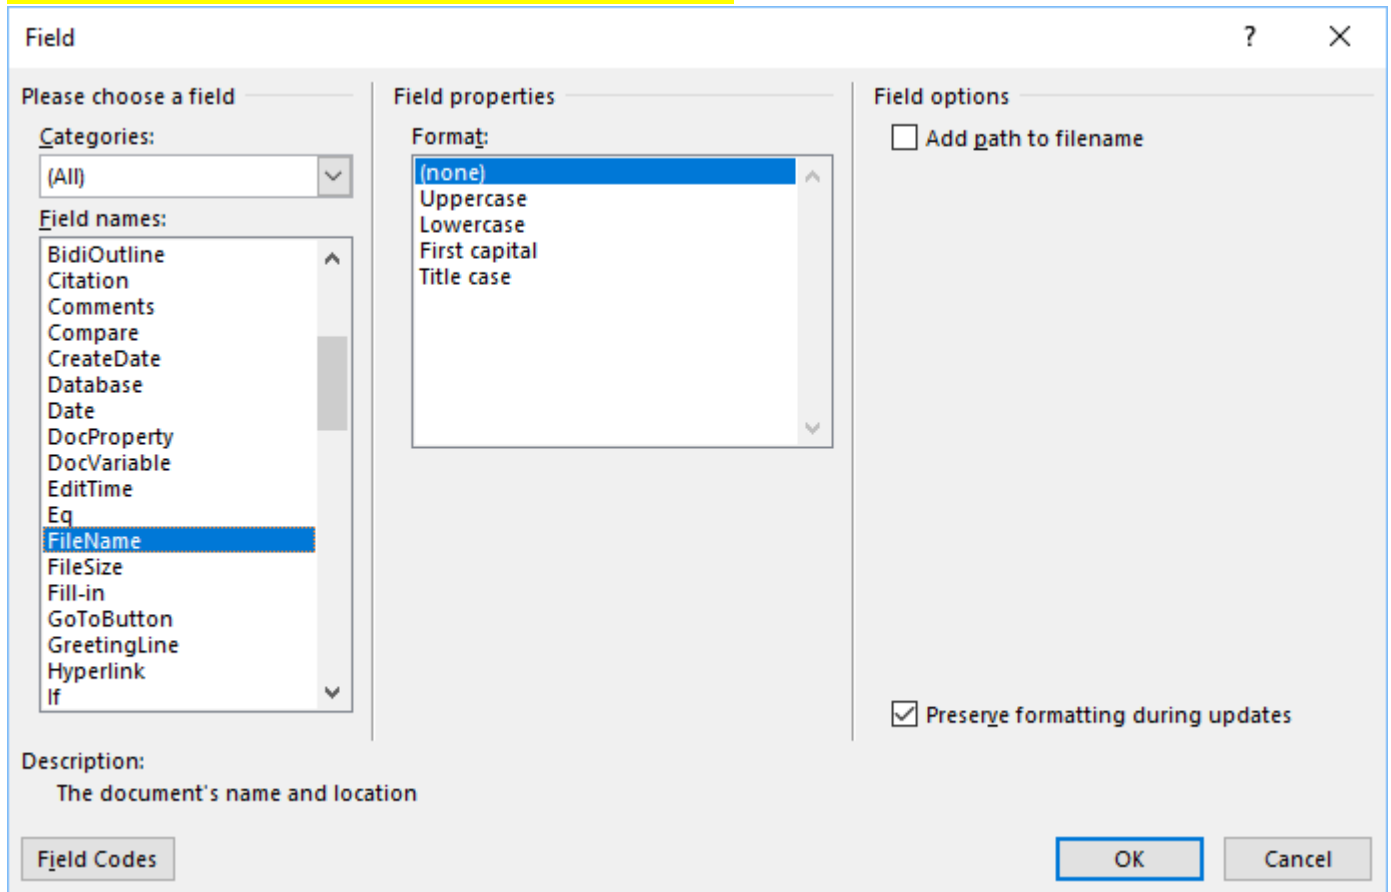 Field
?
Please choose a field
Categories:
(All)
Field names:
BidiOutline
Citation
Comments
Compare
CreateDate
Database
Date
DocProperty
DocVariable
EditTime
Eq
FileName
FileSize
Fill-in
GoToButton
GreetingLine
Hyperlink
If
Field properties
Format:
(none)
Uppercase
Lowercase
First capital
Title case
Field options
Add path to filename
Preserve formatting during updates
Description:
The document's name and location
Field Codes
OK
Cancel